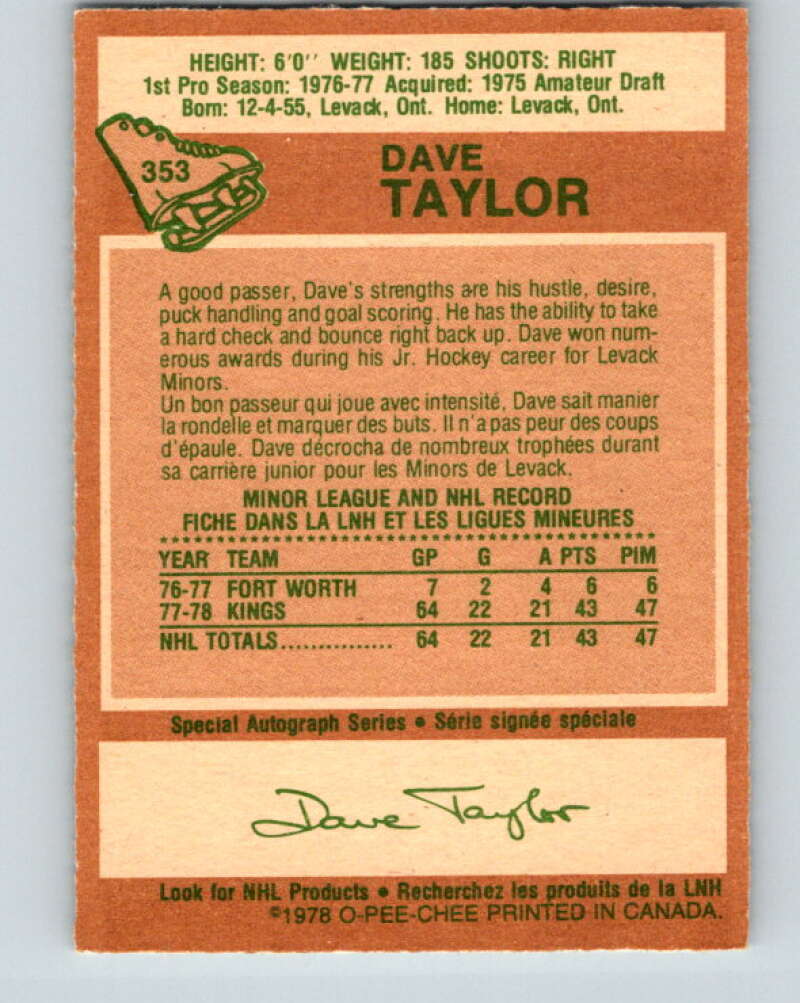 HEIGHT: 6'0'' WEIGHT: 185 SHOOTS: RIGHT
1st Pro Season: 1976-77 Acquired: 1975 Amateur Draft
Born: 12-4-55, Levack, Ont. Home: Levack, Ont.
353
DAVE
TAYLOR
A good passer, Dave's strengths are his hustle, desire,
puck handling and goal scoring. He has the ability to take
a hard check and bounce right back up. Dave won num-
erous awards during his Jr. Hockey career for Levack
Minors.
Un bon passeur qui joue avec intensité, Dave sait manier
la rondelle et marquer des buts. Il n'a pas peur des coups
d'épaule. Dave décrocha de nombreux trophées durant
sa carrière junior pour les Minors de Levack.
MINOR LEAGUE AND NHL RECORD
FICHE DANS LA LNH ET LES LIGUES MINEURES
YEAR TEAM GP G A PTS PIM
76-77 FORT WORTH 7 2 4 6 6
77-78 KINGS 64 22 21 43 47
NHL TOTALS............... 64 22 21 43 47
Special Autograph Series • Série signée spéciale
Dave Taylor
Look for NHL Products • Recherchez les produits de la LNH
©1978 O-PEE-CHEE PRINTED IN CANADA.